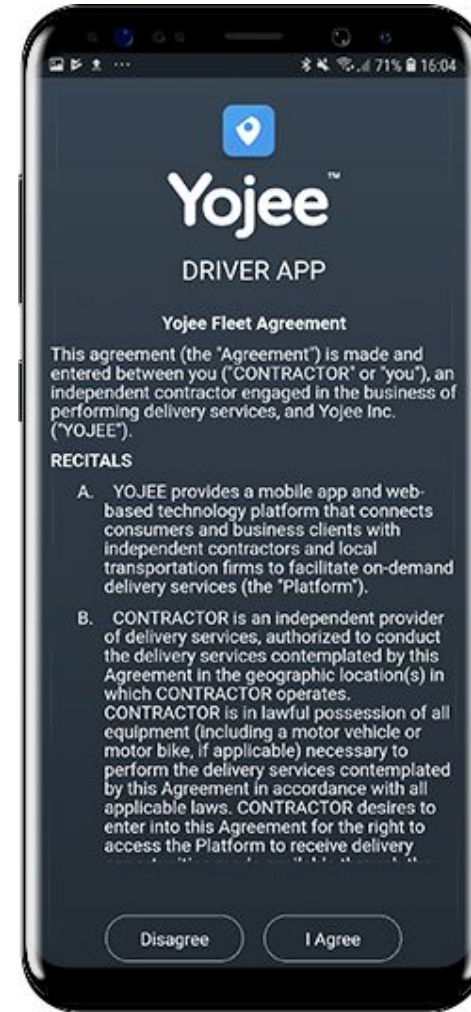 71% 16:04
Yojee™
DRIVER APP
Yojee Fleet Agreement
This agreement (the "Agreement") is made and
entered between you ("CONTRACTOR" or "you"), an
independent contractor engaged in the business of
performing delivery services, and Yojee Inc.
("YOJEE").
RECITALS
A. YOJEE provides a mobile app and web-
based technology platform that connects
consumers and business clients with
independent contractors and local
transportation firms to facilitate on-demand
delivery services (the "Platform").
B. CONTRACTOR is an independent provider
of delivery services, authorized to conduct
the delivery services contemplated by this
Agreement in the geographic location(s) in
which CONTRACTOR operates.
CONTRACTOR is in lawful possession of all
equipment (including a motor vehicle or
motor bike, if applicable) necessary to
perform the delivery services contemplated
by this Agreement in accordance with all
applicable laws. CONTRACTOR desires to
enter into this Agreement for the right to
access the Platform to receive delivery
Disagree
I Agree